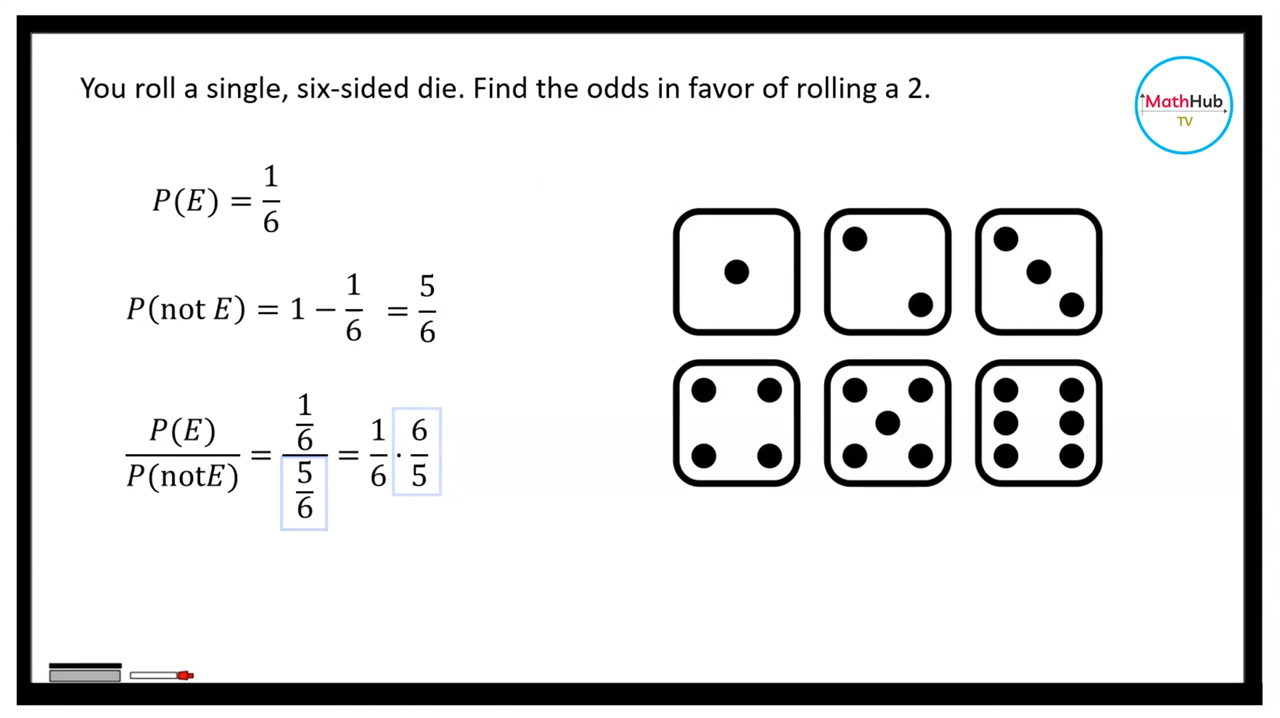 You roll a single, six-sided die. Find the odds in favor of rolling a 2.
MathHub
TV
P(E) = 1/6
P(not E) = 1 − 1/6 = 5/6
P(E)/P(notE) = (1/6)/(5/6) = 1/6 · 6/5